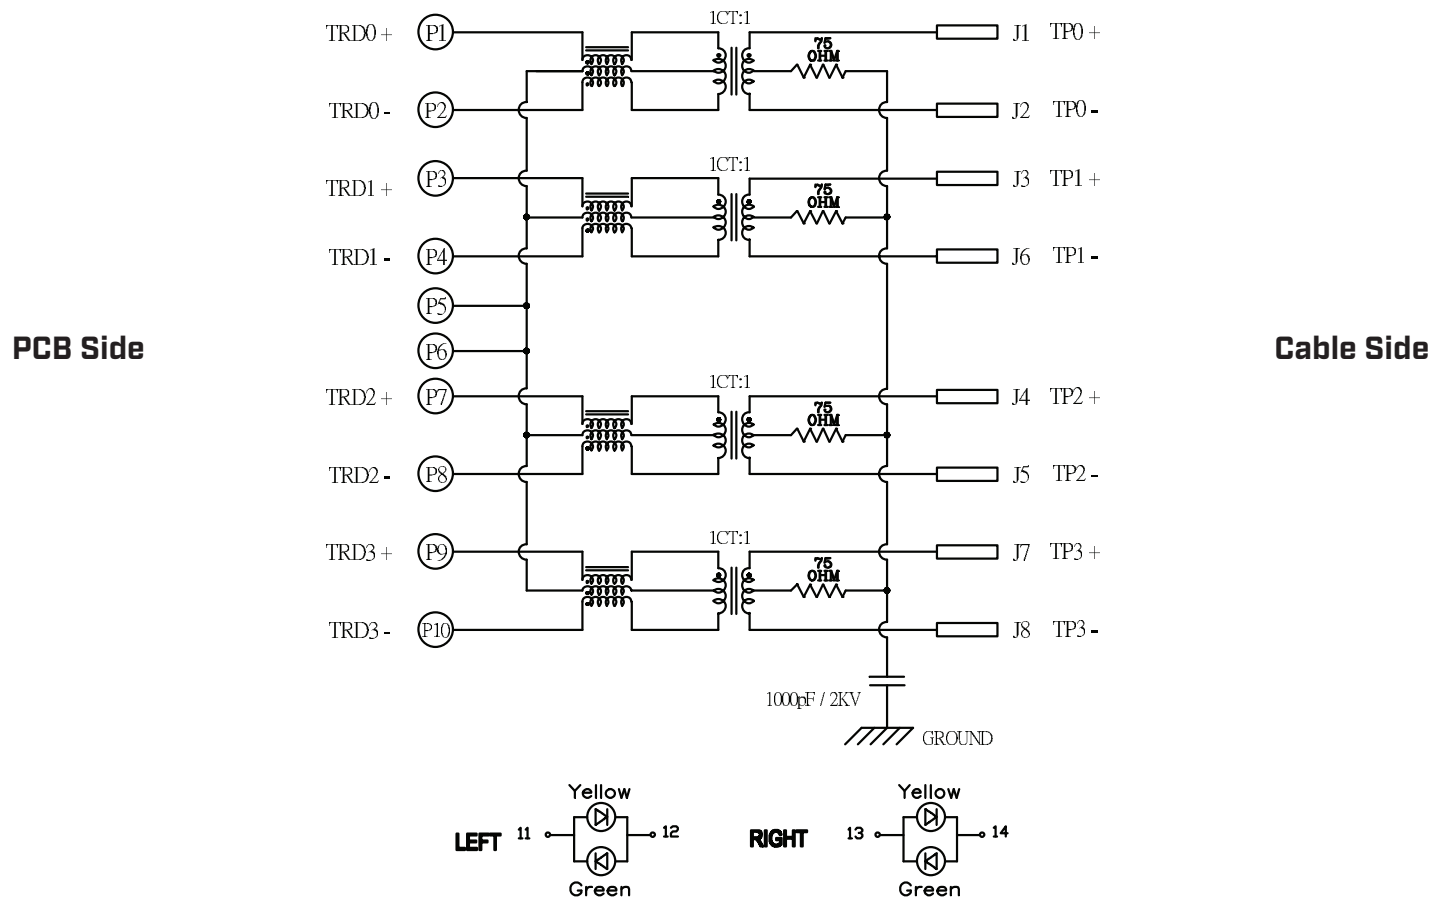 1CT:1
TRD0 + P1 J1 TP0 +
75
OHM
TRD0 - P2 J2 TP0 -
1CT:1
TRD1 + P3 J3 TP1 +
75
OHM
TRD1 - P4 J6 TP1 -
P5
PCB Side P6 Cable Side
1CT:1
TRD2 + P7 J4 TP2 +
75
OHM
TRD2 - P8 J5 TP2 -
1CT:1
TRD3 + P9 J7 TP3 +
75
OHM
TRD3 - P10 J8 TP3 -
1000pF / 2KV
GROUND
Yellow Yellow
LEFT 11 12 RIGHT 13 14
Green Green